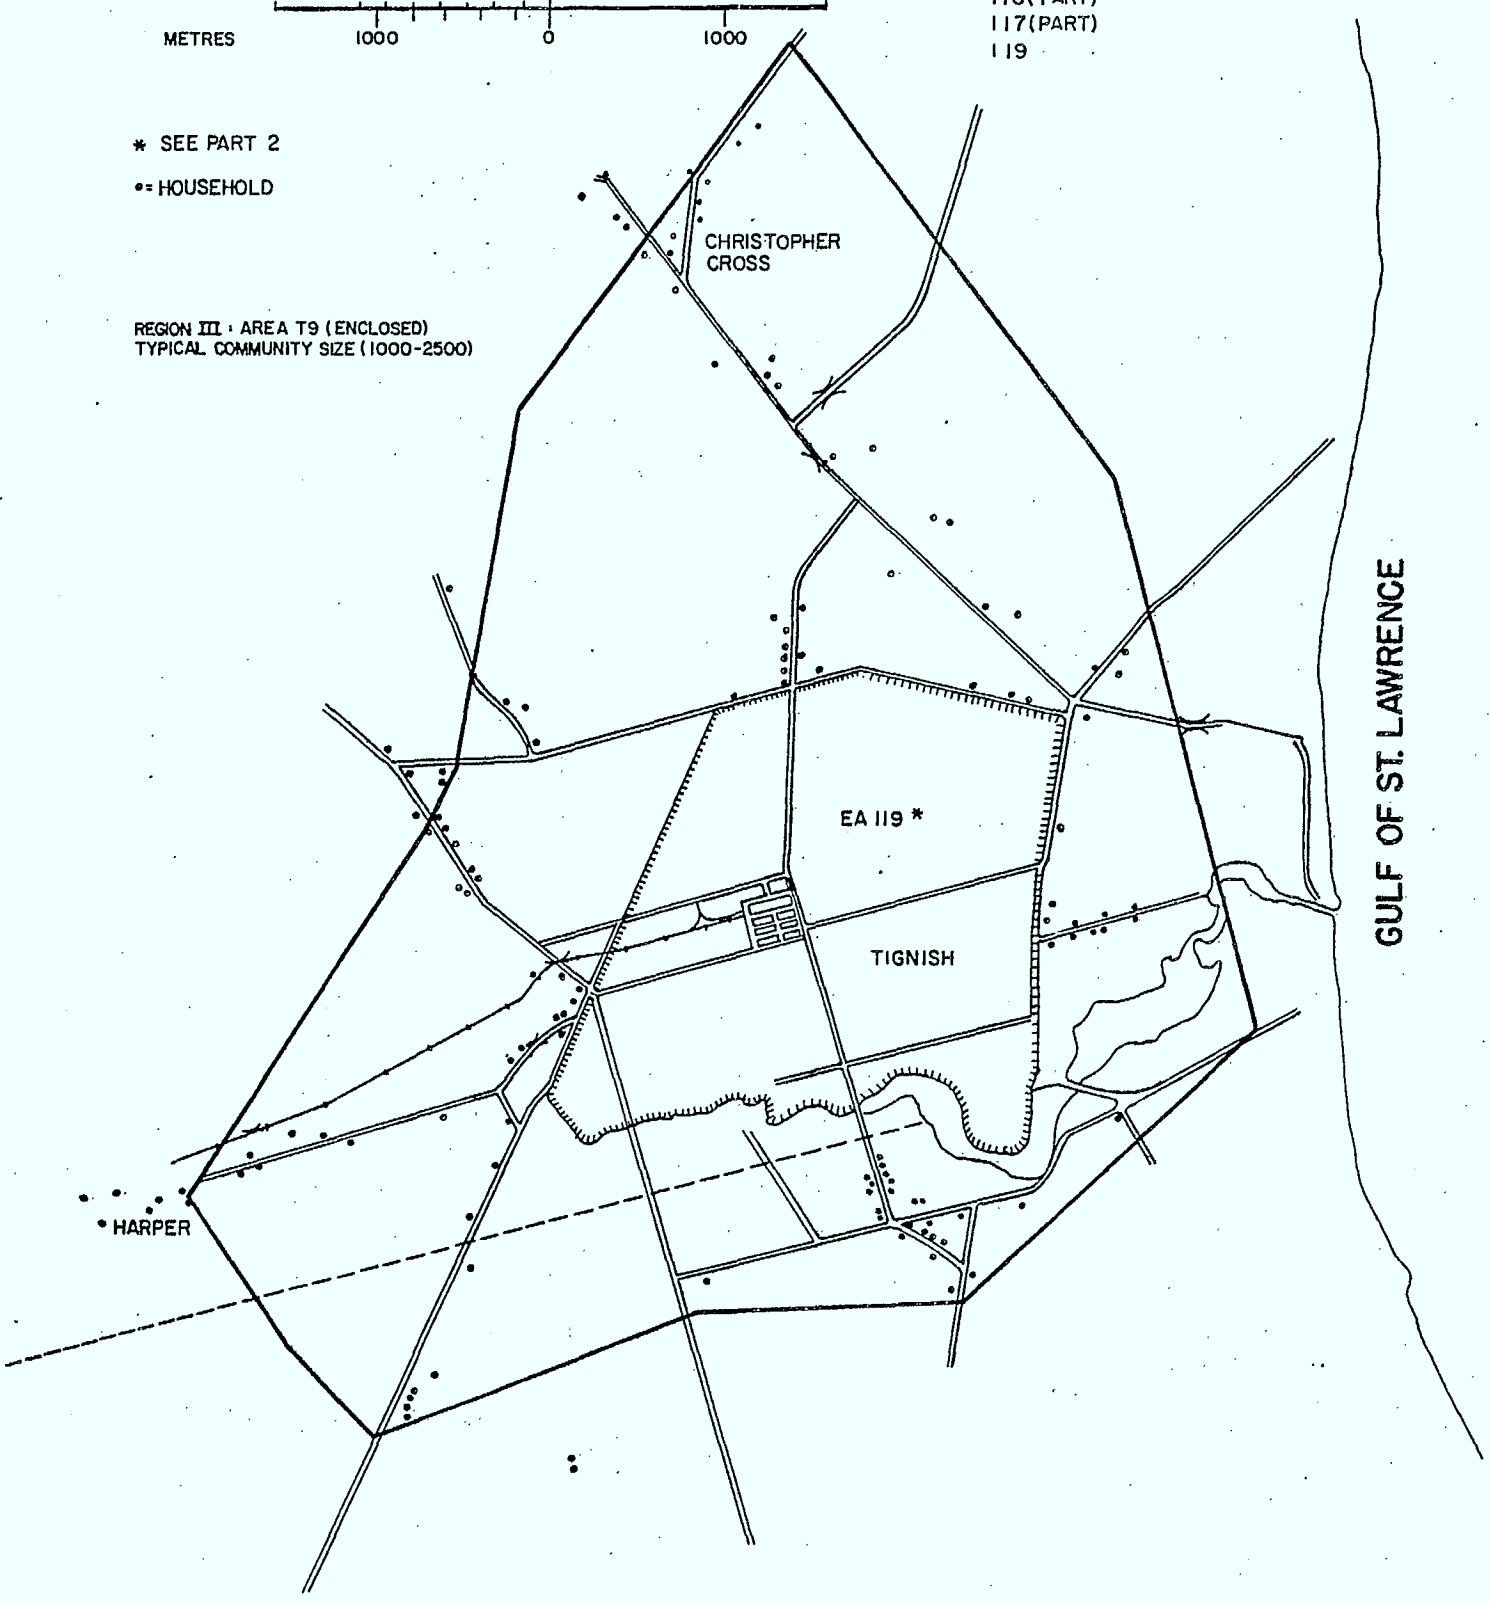 METRES 1000 0 1000
117(PART)
119
* SEE PART 2
= HOUSEHOLD
REGION III : AREA T9 (ENCLOSED)
TYPICAL COMMUNITY SIZE (1000-2500)
CHRISTOPHER
CROSS
EA 119 *
TIGNISH
HARPER
GULF OF ST. LAWRENCE